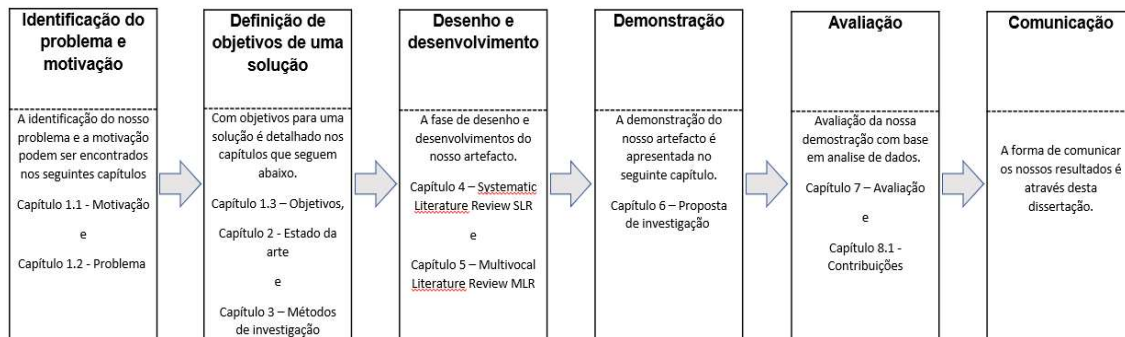 Identificação do
problema e
motivação
A identificação do nosso
problema e a motivação
podem ser encontrados
nos seguintes capítulos
Capítulo 1.1 - Motivação
e
Capítulo 1.2 - Problema
Definição de
objetivos de uma
solução
Com objetivos para uma
solução é detalhado nos
capítulos que seguem
abaixo.
Capítulo 1.3 – Objetivos,
Capítulo 2 - Estado da
arte
e
Capítulo 3 – Métodos
de investigação
Desenho e
desenvolvimento
A fase de desenho e
desenvolvimentos do
nosso artefacto.
Capítulo 4 – Systematic
Literature Review SLR
e
Capítulo 5 – Multivocal
Literature Review MLR
Demonstração
A demonstração do
nosso artefacto é
apresentada no
seguinte capítulo.
Capítulo 6 – Proposta
de investigação
Avaliação
Avaliação da nossa
demostração com base
em analise de dados.
Capítulo 7 – Avaliação
e
Capítulo 8.1 -
Contribuições
Comunicação
A forma de comunicar
os nossos resultados é
através desta
dissertação.